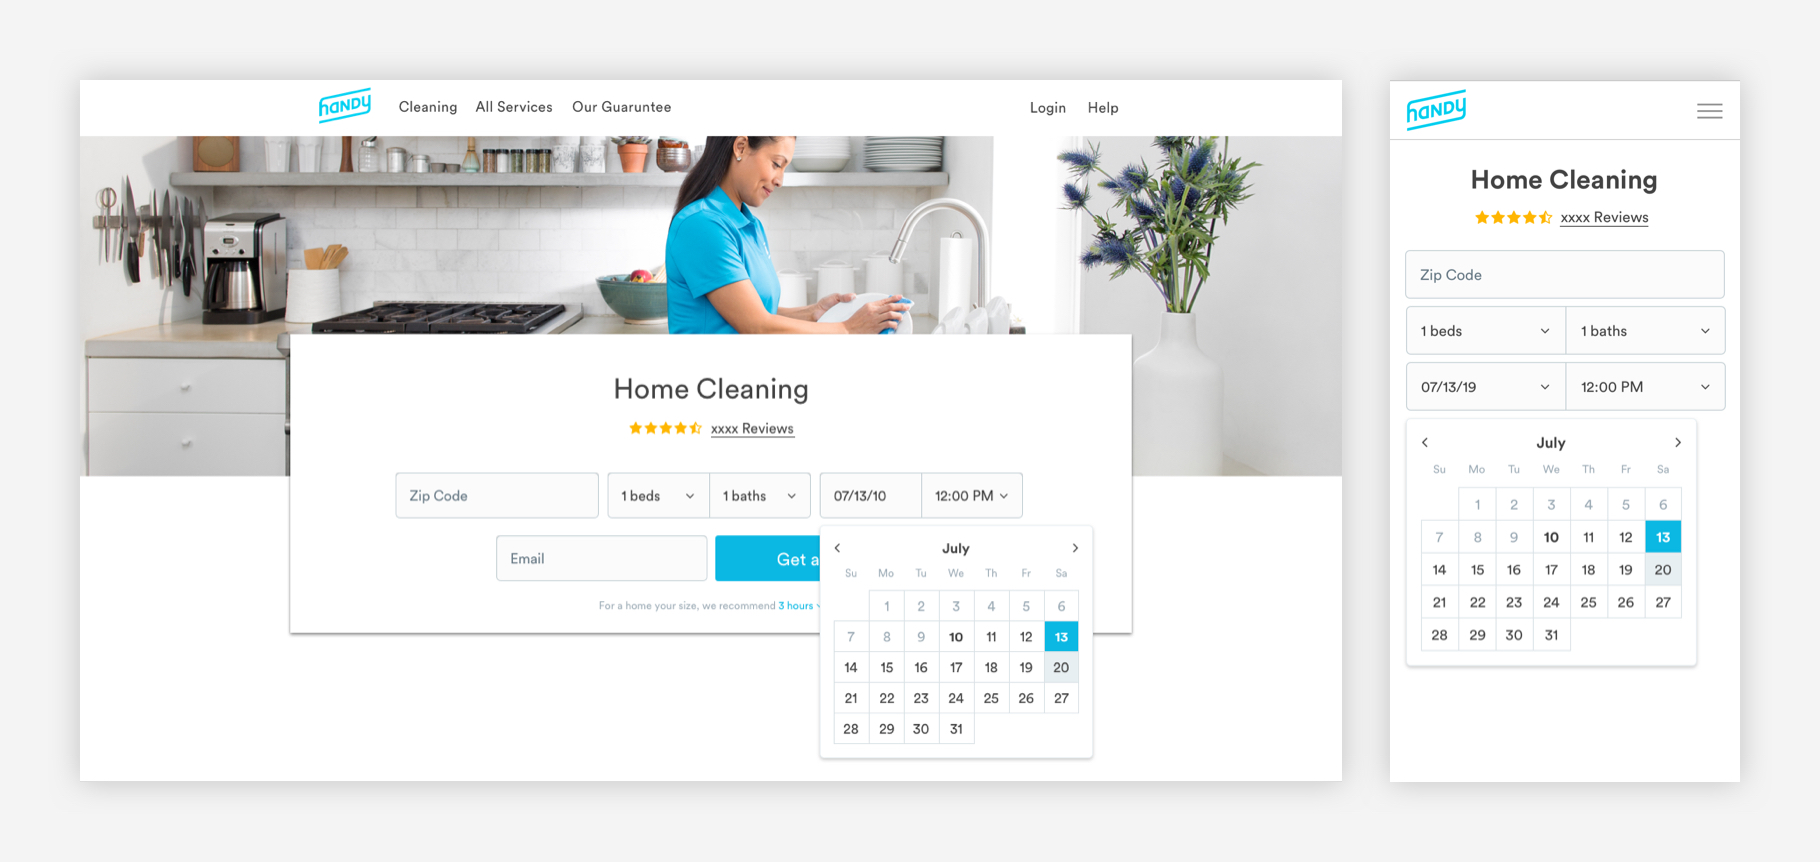 HANDY Cleaning All Services Our Guaruntee Login Help
Home Cleaning
xxxx Reviews
Zip Code 1 beds 1 baths 07/13/10 12:00 PM
Email Get a
For a home your size, we recommend 3 hours
July
Su Mo Tu We Th Fr Sa
1 2 3 4 5 6
7 8 9 10 11 12 13
14 15 16 17 18 19 20
21 22 23 24 25 26 27
28 29 30 31
HANDY
Home Cleaning
xxxx Reviews
Zip Code
1 beds 1 baths
07/13/19 12:00 PM
July
Su Mo Tu We Th Fr Sa
1 2 3 4 5 6
7 8 9 10 11 12 13
14 15 16 17 18 19 20
21 22 23 24 25 26 27
28 29 30 31